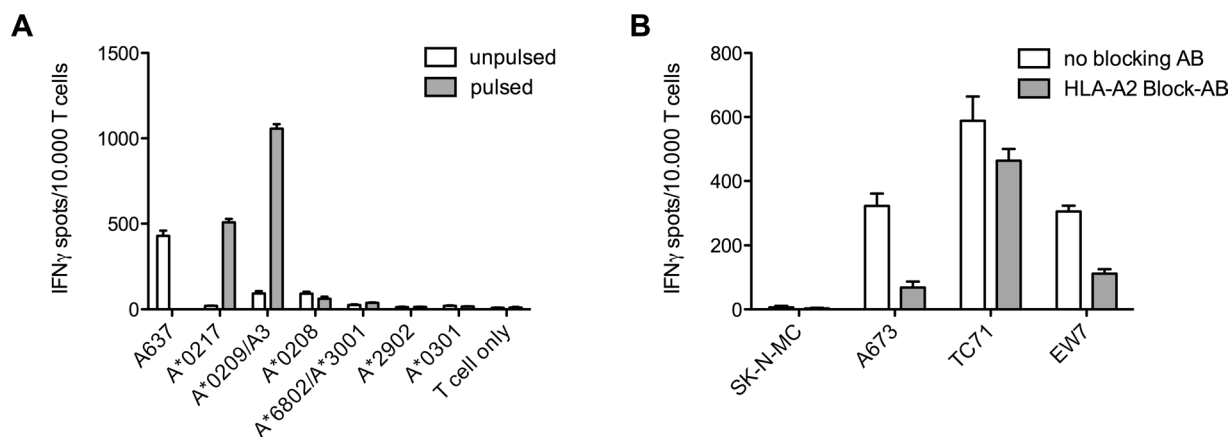 A
IFNγ spots/10.000 T cells
1500
1000
500
0
unpulsed
pulsed
A637
A*0217
A*0209/A3
A*0208
A*6802/A*3001
A*2902
A*0301
T cell only
B
IFNγ spots/10.000 T cells
800
600
400
200
0
no blocking AB
HLA-A2 Block-AB
SK-N-MC
A673
TC71
EW7